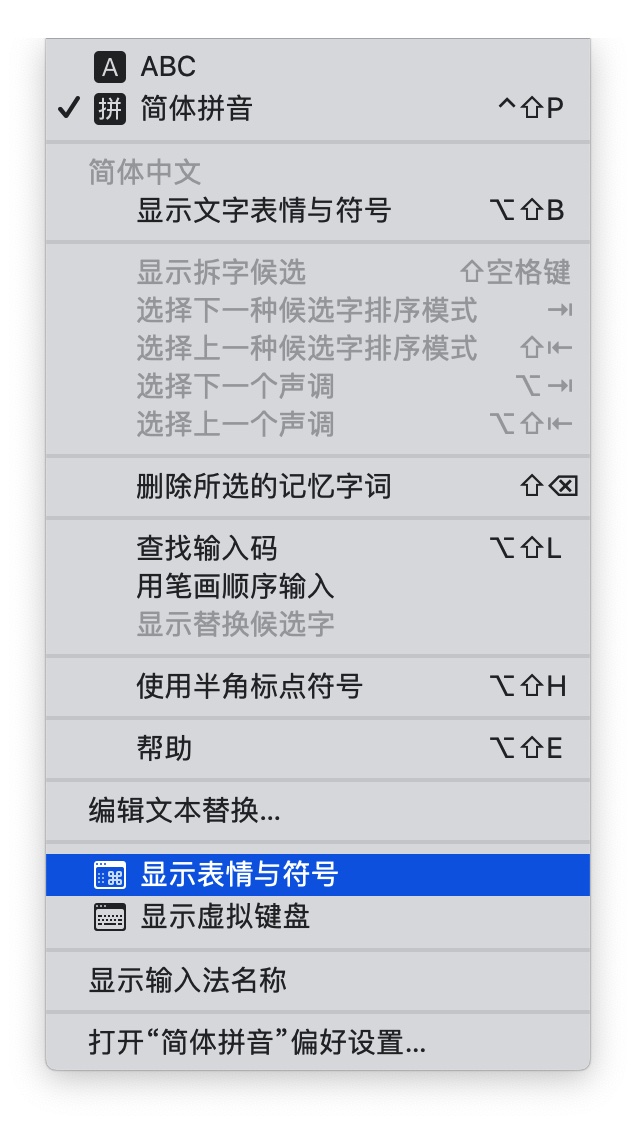 A ABC
✓ 拼 简体拼音 ^⇧P
简体中文
显示文字表情与符号 ⌥⇧B
显示拆字候选 ⇧空格键
选择下一种候选字排序模式 ⇥
选择上一种候选字排序模式 ⇧⇤
选择下一个声调 ⌥⇥
选择上一个声调 ⌥⇧⇤
删除所选的记忆字词 ⇧⌫
查找输入码 ⌥⇧L
用笔画顺序输入
显示替换候选字
使用半角标点符号 ⌥⇧H
帮助 ⌥⇧E
编辑文本替换...
显示表情与符号
显示虚拟键盘
显示输入法名称
打开“简体拼音”偏好设置...